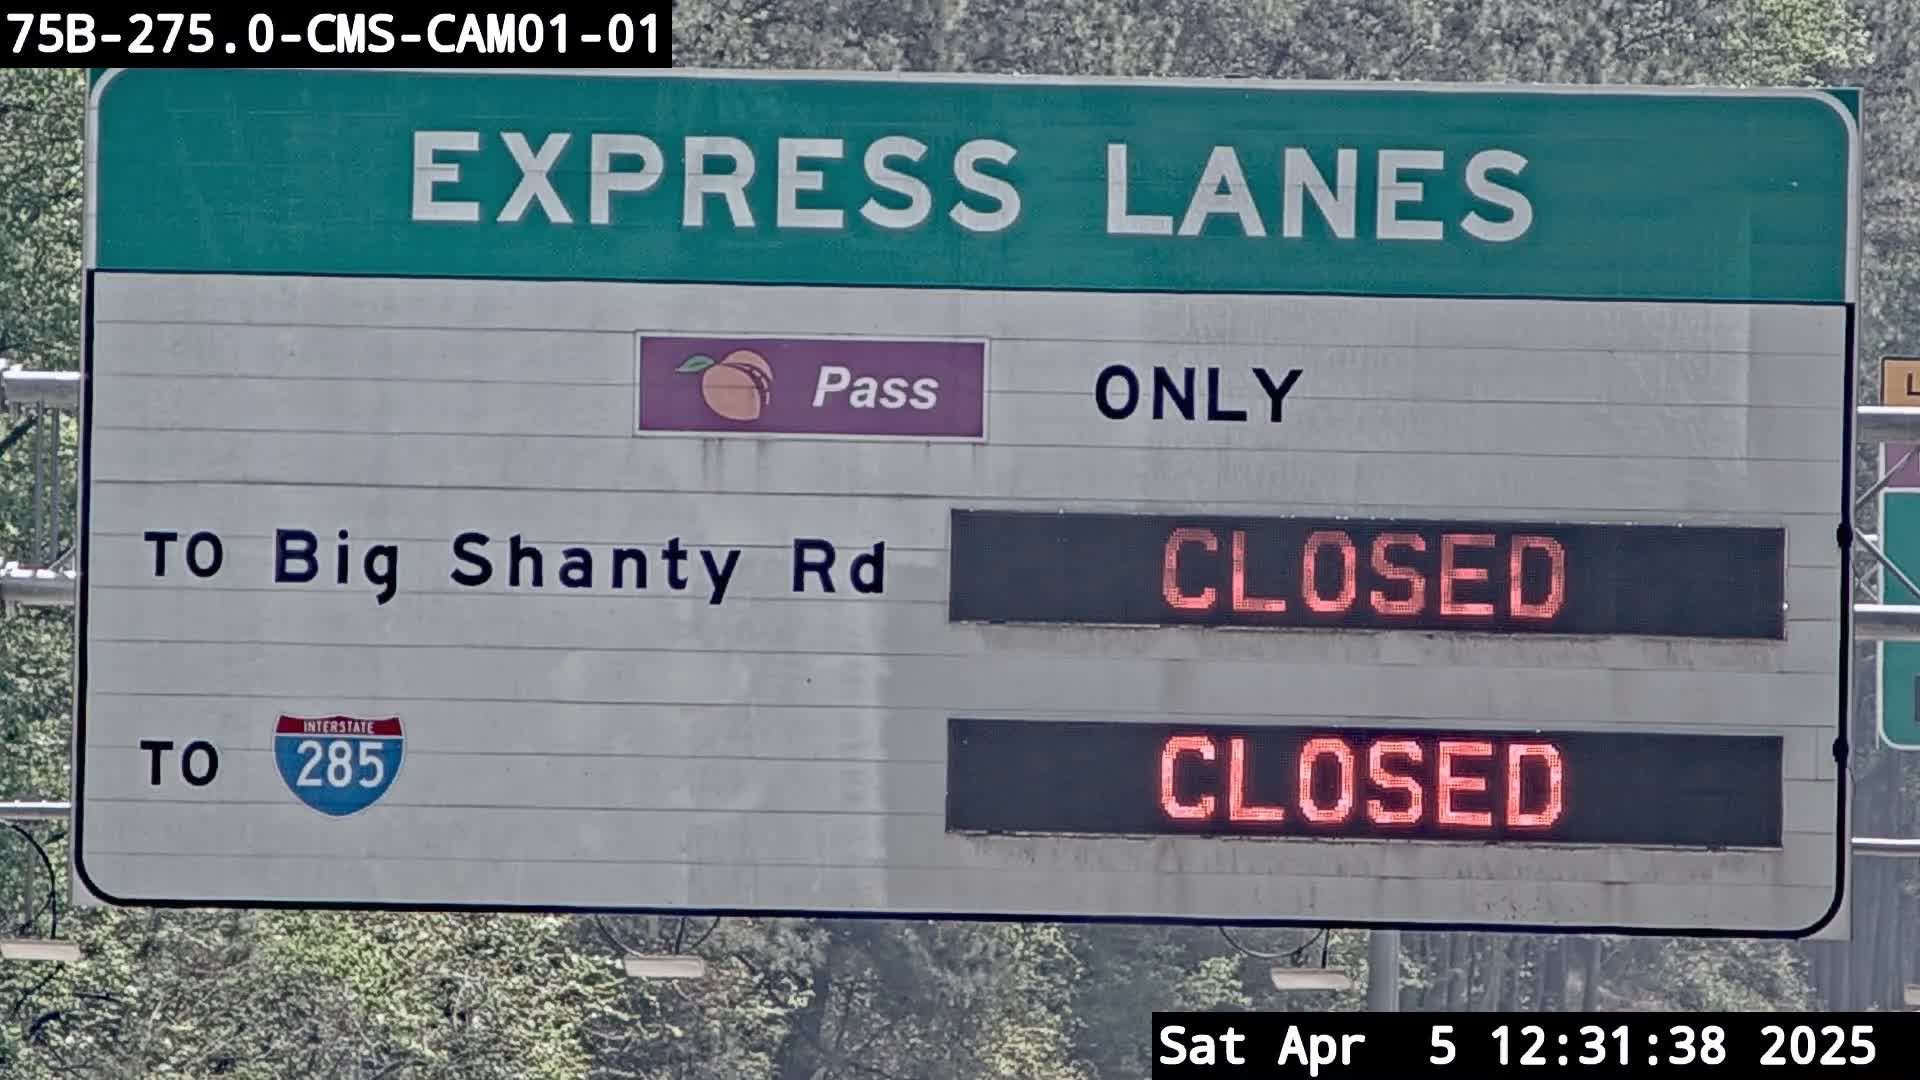 75B-275.0-CMS-CAM01-01
EXPRESS LANES
Pass ONLY
TO Big Shanty Rd CLOSED
TO INTERSTATE 285 CLOSED
Sat Apr 5 12:31:38 2025